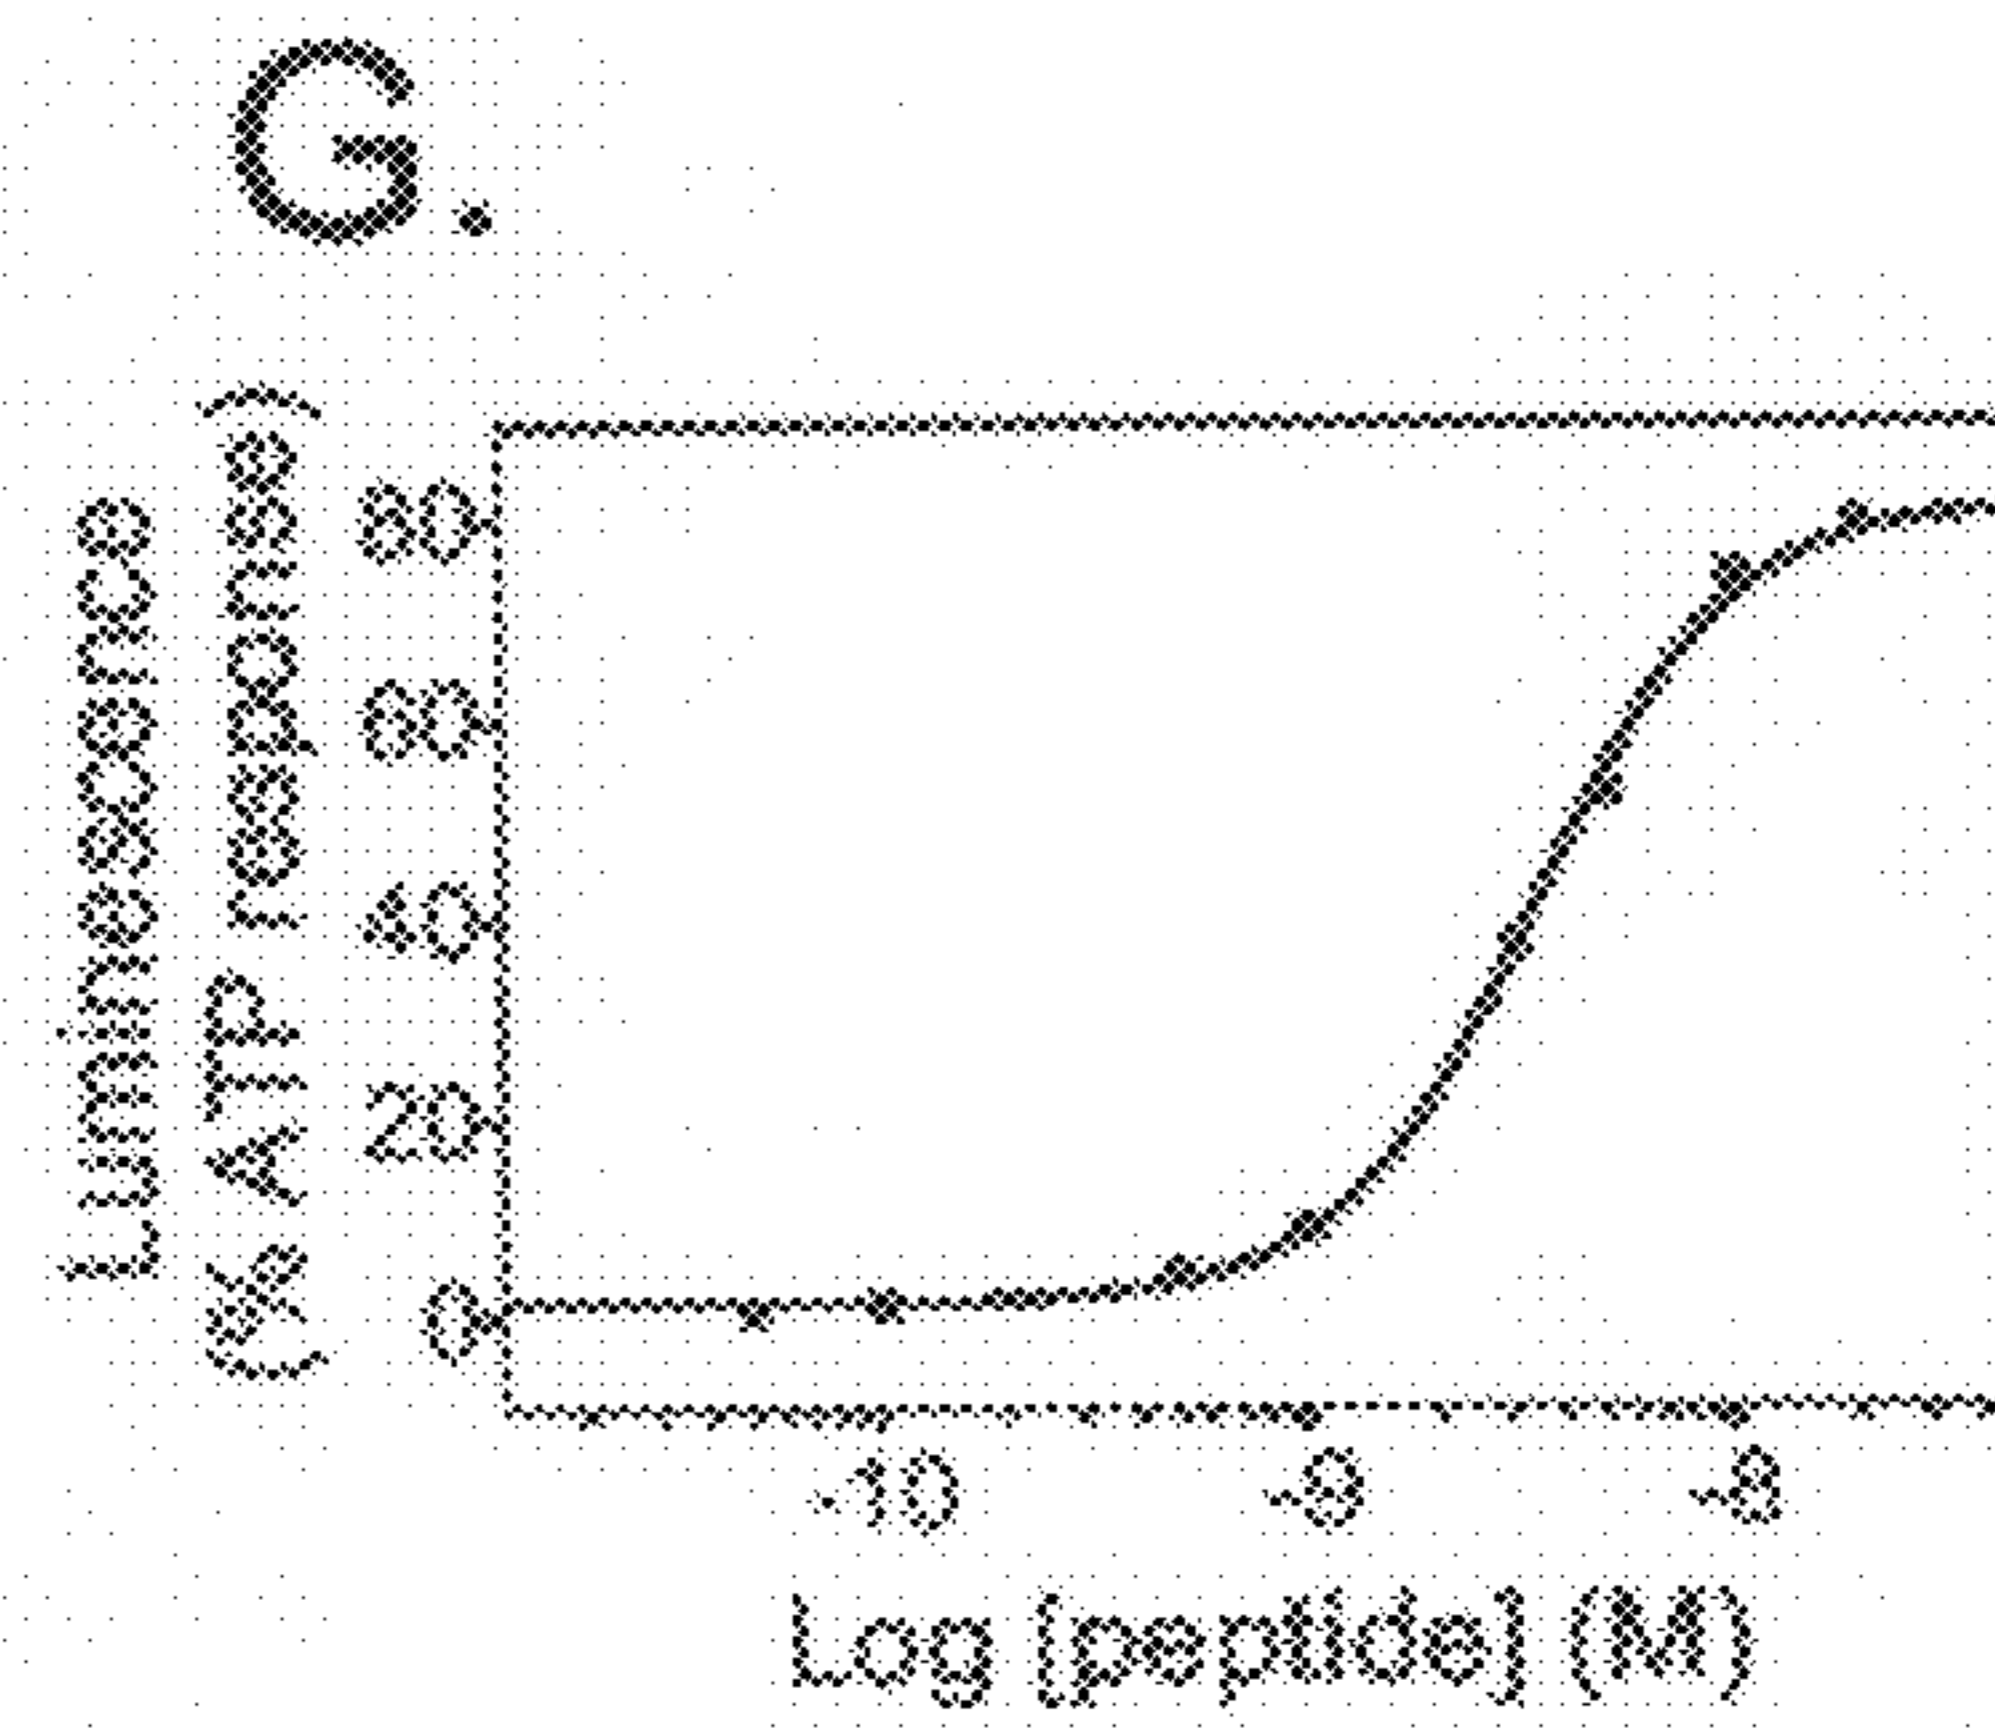 G.
Luminescence
(% ATP response)
80
60
40
20
0
-10
-9
-8
Log [peptide] (M)